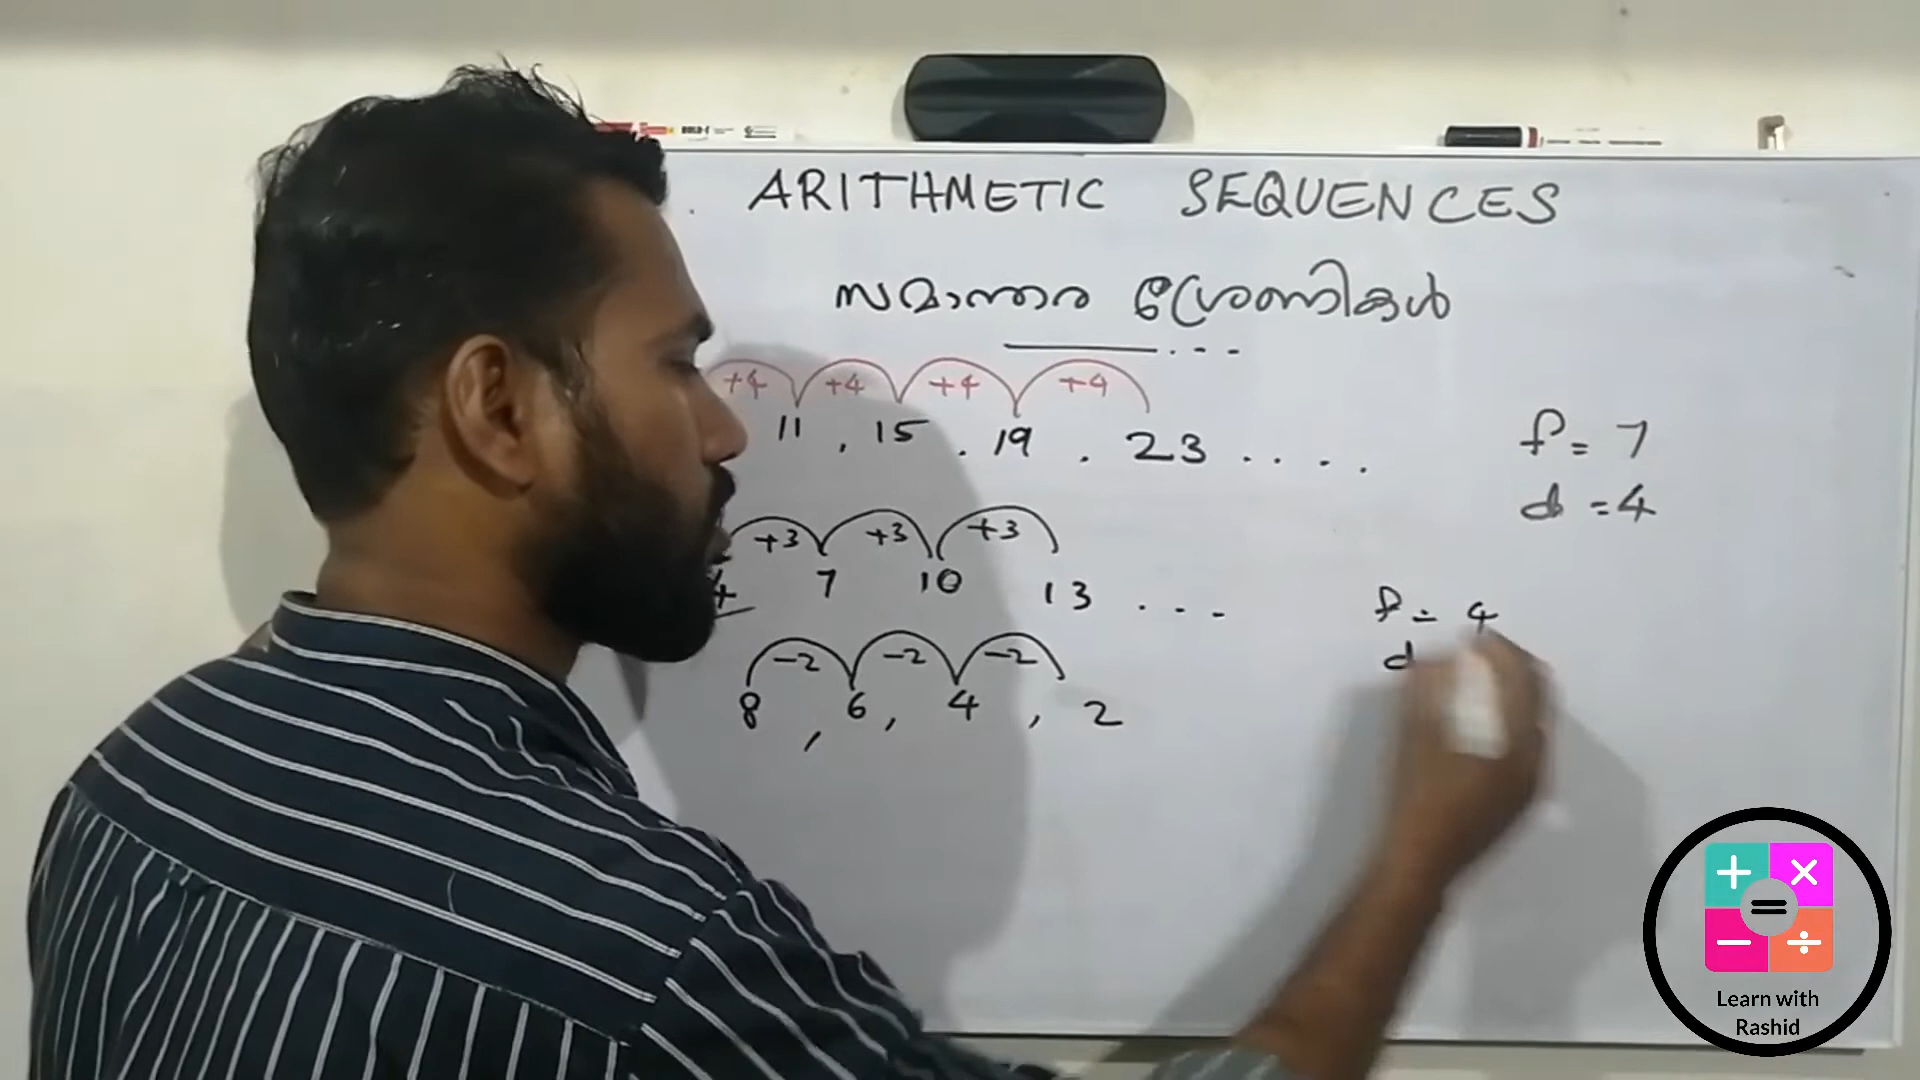 ARITHMETIC SEQUENCES
സമാന്തര ശ്രേണികൾ
+4 +4 +4 +4
11 , 15 . 19 . 23 . . . .
f = 7
d = 4
+3 +3 +3
4 7 10 13 . . .
f = 4
d
-2 -2 -2
8 , 6 , 4 , 2
+ × = − ÷
Learn with
Rashid